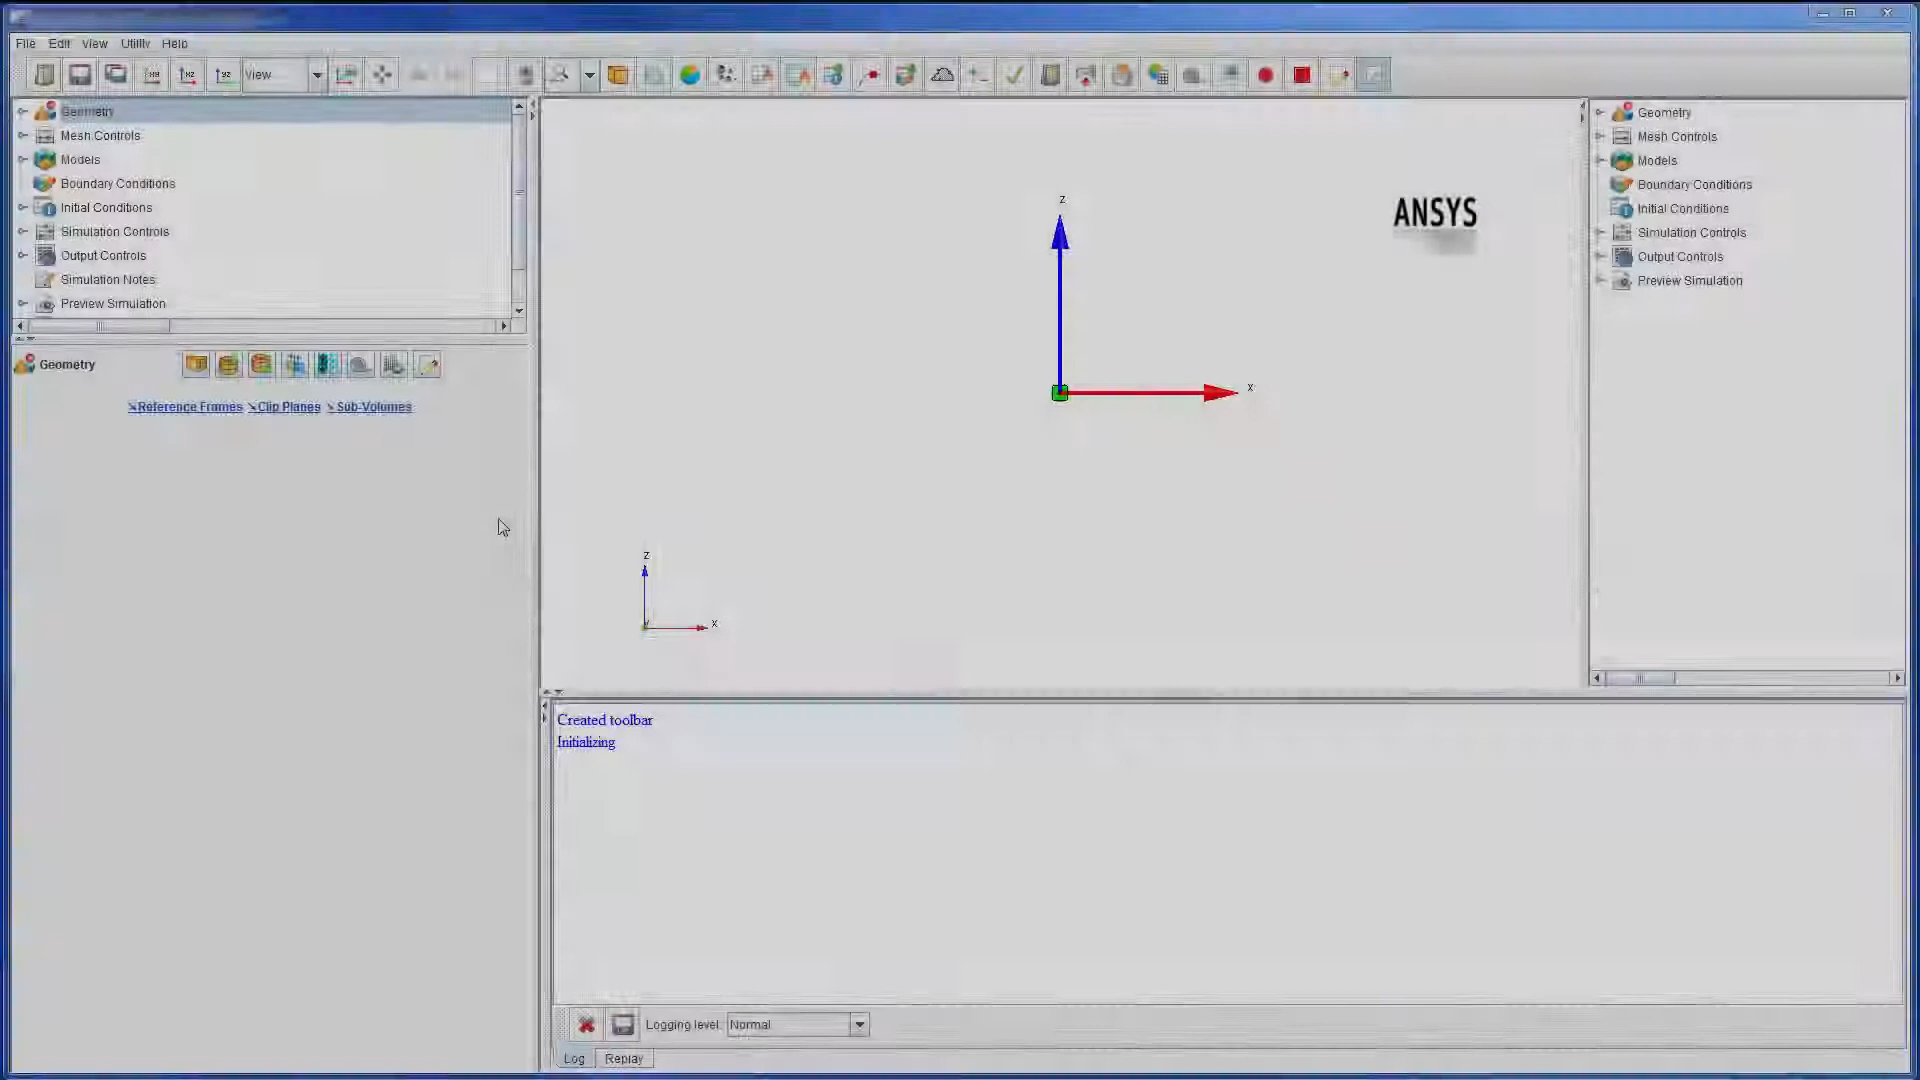 File Edit View Utility Help
View
Geometry
Mesh Controls
Models
Boundary Conditions
Initial Conditions
Simulation Controls
Output Controls
Simulation Notes
Preview Simulation
Geometry
Reference Frames Clip Planes Sub-Volumes
z
x
ANSYS
z
x
Geometry
Mesh Controls
Models
Boundary Conditions
Initial Conditions
Simulation Controls
Output Controls
Preview Simulation
Created toolbar
Initializing
Logging level: Normal
Log Replay